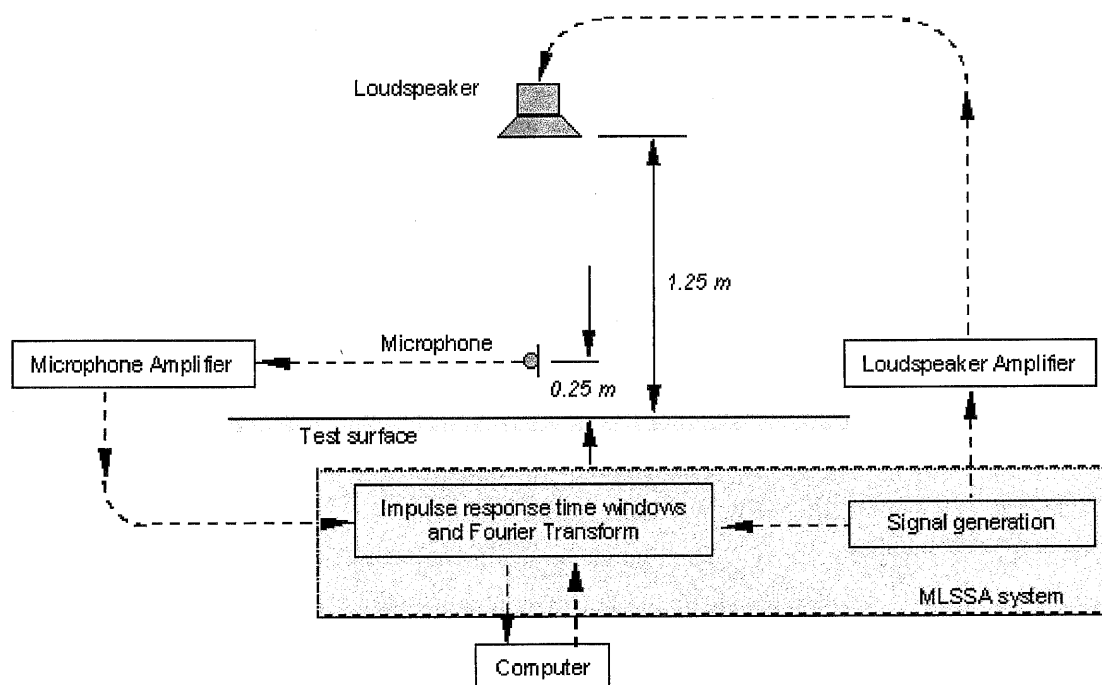 Loudspeaker
1.25 m
Microphone Amplifier
Microphone
0.25 m
Loudspeaker Amplifier
Test surface
Impulse response time windows
and Fourier Transform
Signal generation
MLSSA system
Computer